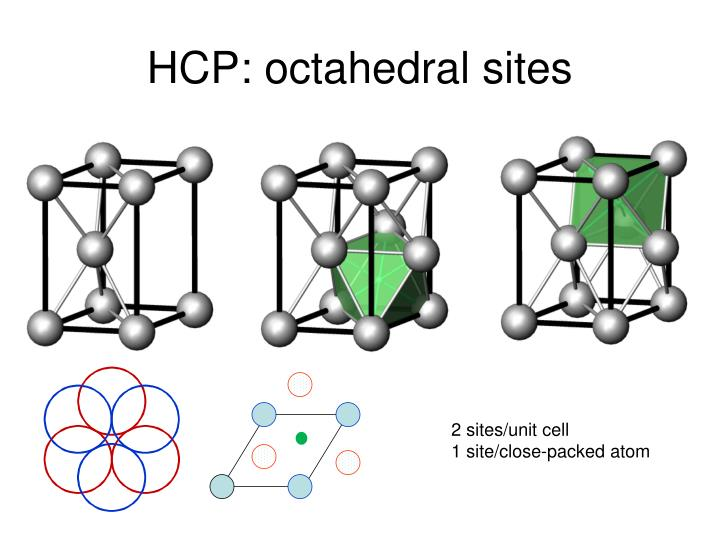 HCP: octahedral sites
2 sites/unit cell
1 site/close-packed atom